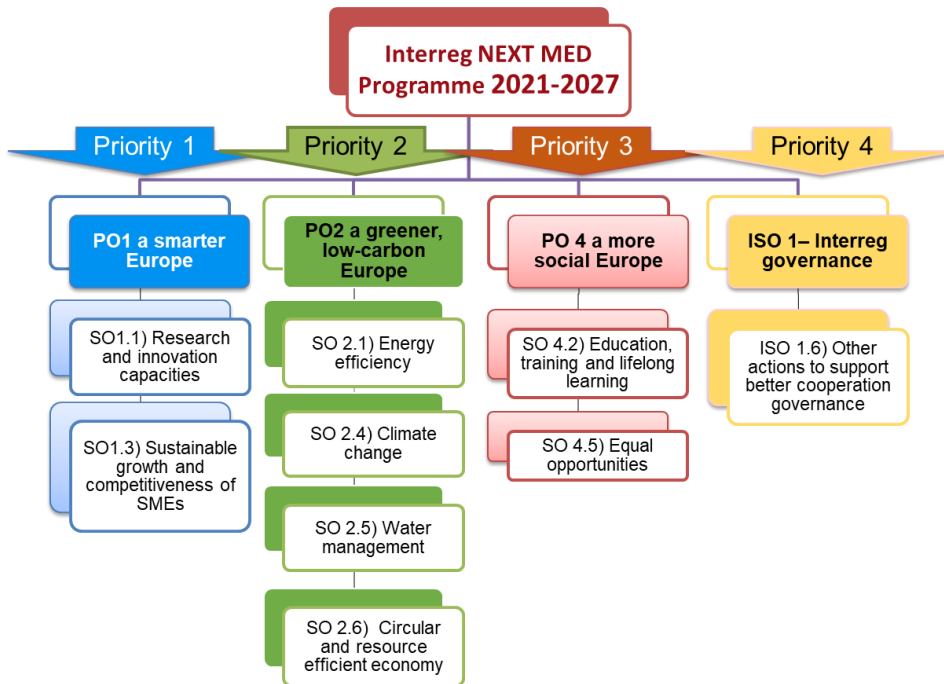 Interreg NEXT MED
Programme 2021-2027
Priority 1
Priority 2
Priority 3
Priority 4
PO1 a smarter
Europe
PO2 a greener,
low-carbon
Europe
PO 4 a more
social Europe
ISO 1– Interreg
governance
SO1.1) Research
and innovation
capacities
SO1.3) Sustainable
growth and
competitiveness of
SMEs
SO 2.1) Energy
efficiency
SO 2.4) Climate
change
SO 2.5) Water
management
SO 2.6)  Circular
and resource
efficient economy
SO 4.2) Education,
training and lifelong
learning
SO 4.5) Equal
opportunities
ISO 1.6) Other
actions to support
better cooperation
governance